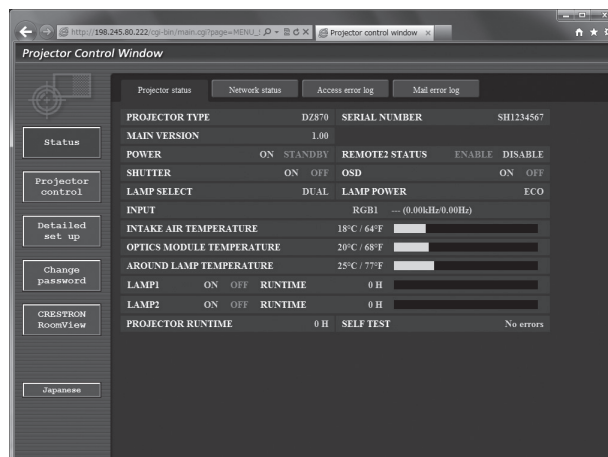 http://198.245.80.222/cgi-bin/main.cgi?page=MENU_ Projector control window ×
Projector Control Window
Projector status Network status Access error log Mail error log
PROJECTOR TYPE DZ870 SERIAL NUMBER SH1234567
MAIN VERSION 1.00
Status
POWER ON STANDBY REMOTE2 STATUS ENABLE DISABLE
SHUTTER ON OFF OSD ON OFF
Projector control
LAMP SELECT DUAL LAMP POWER ECO
INPUT RGB1 --- (0.00kHz/0.00Hz)
Detailed set up
INTAKE AIR TEMPERATURE 18°C / 64°F
OPTICS MODULE TEMPERATURE 20°C / 68°F
AROUND LAMP TEMPERATURE 25°C / 77°F
Change password
LAMP1 ON OFF RUNTIME 0 H
LAMP2 ON OFF RUNTIME 0 H
CRESTRON RoomView
PROJECTOR RUNTIME 0 H SELF TEST No errors
Japanese